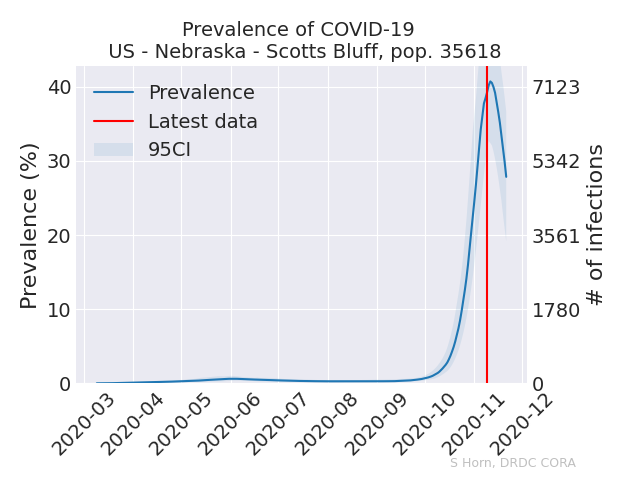 Prevalence of COVID-19
US - Nebraska - Scotts Bluff, pop. 35618
Prevalence
Latest data
95CI
Prevalence (%)
40
30
20
10
0
7123
5342
3561
1780
0
# of infections
2020-03
2020-04
2020-05
2020-06
2020-07
2020-08
2020-09
2020-10
2020-11
2020-12
S Horn, DRDC CORA